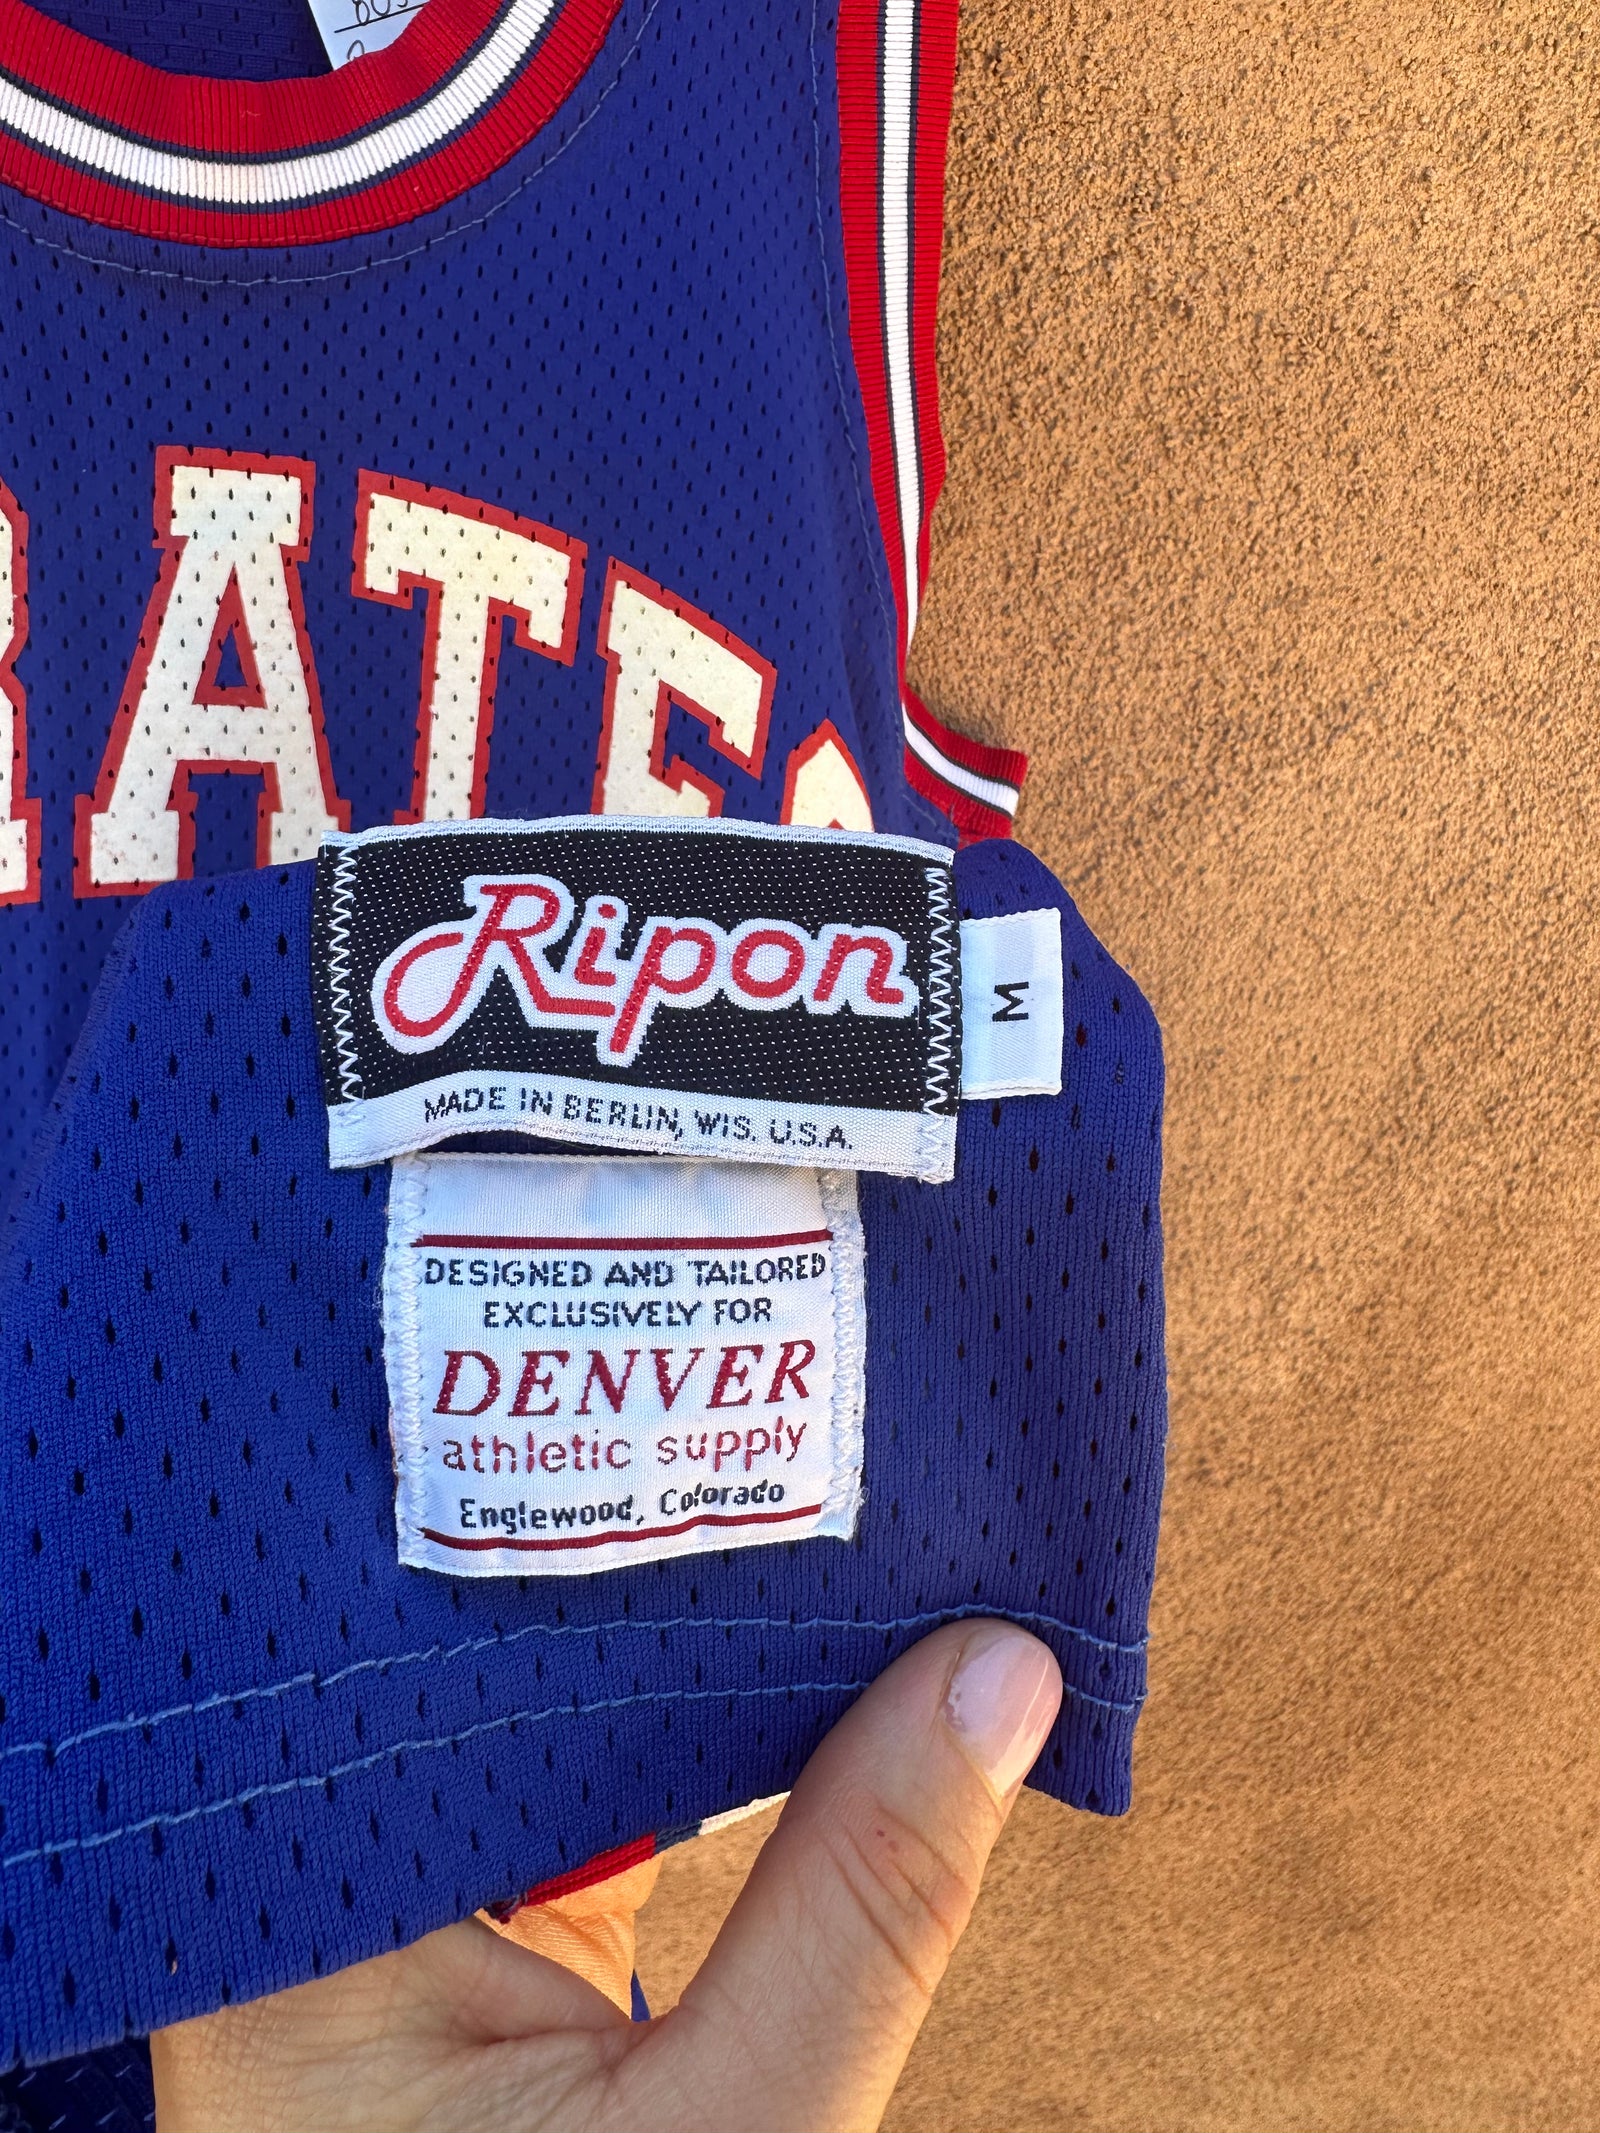 RATES
Ripon
M
MADE IN BERLIN, WIS. U.S.A.
DESIGNED AND TAILORED
EXCLUSIVELY FOR
DENVER
athletic supply
Englewood, Colorado